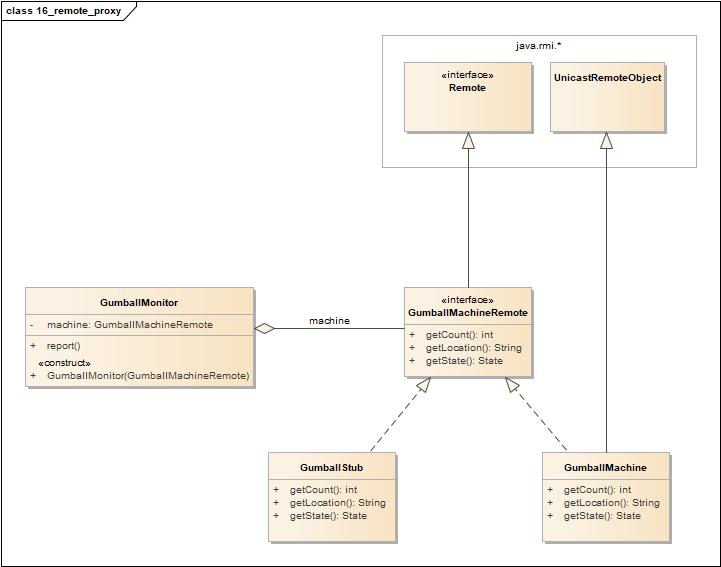 class 16_remote_proxy
java.rmi.*
«interface»
Remote
UnicastRemoteObject
GumballMonitor
- machine: GumballMachineRemote
+ report()
«construct»
+ GumballMonitor(GumballMachineRemote)
machine
«interface»
GumballMachineRemote
+ getCount(): int
+ getLocation(): String
+ getState(): State
GumballStub
+ getCount(): int
+ getLocation(): String
+ getState(): State
GumballMachine
+ getCount(): int
+ getLocation(): String
+ getState(): State